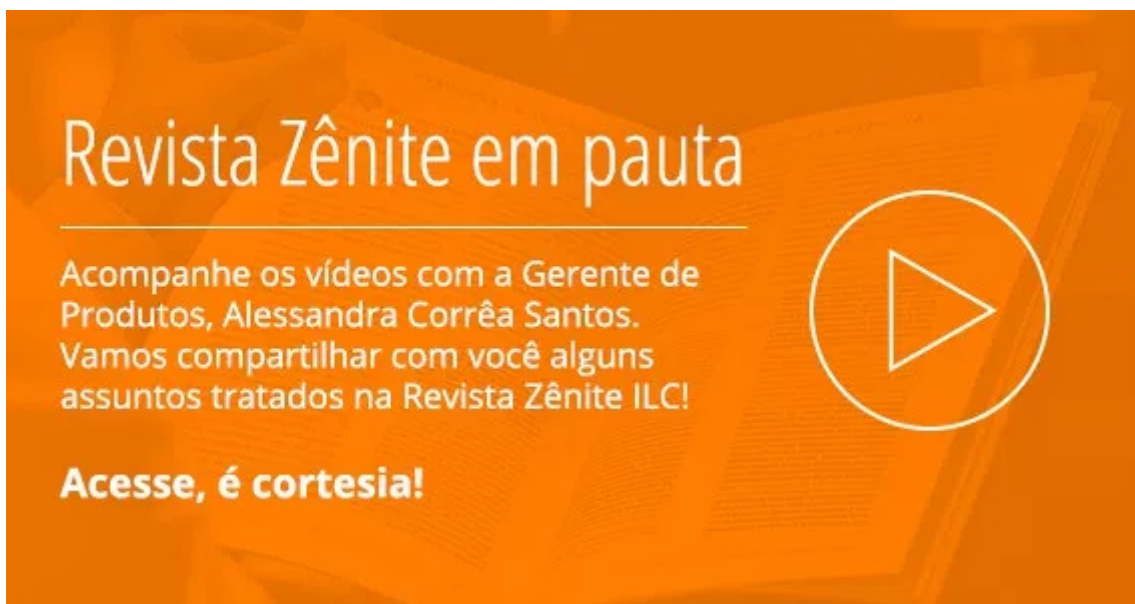 Revista Zênite em pauta
Acompanhe os vídeos com a Gerente de
Produtos, Alessandra Corrêa Santos.
Vamos compartilhar com você alguns
assuntos tratados na Revista Zênite ILC!
Acesse, é cortesia!